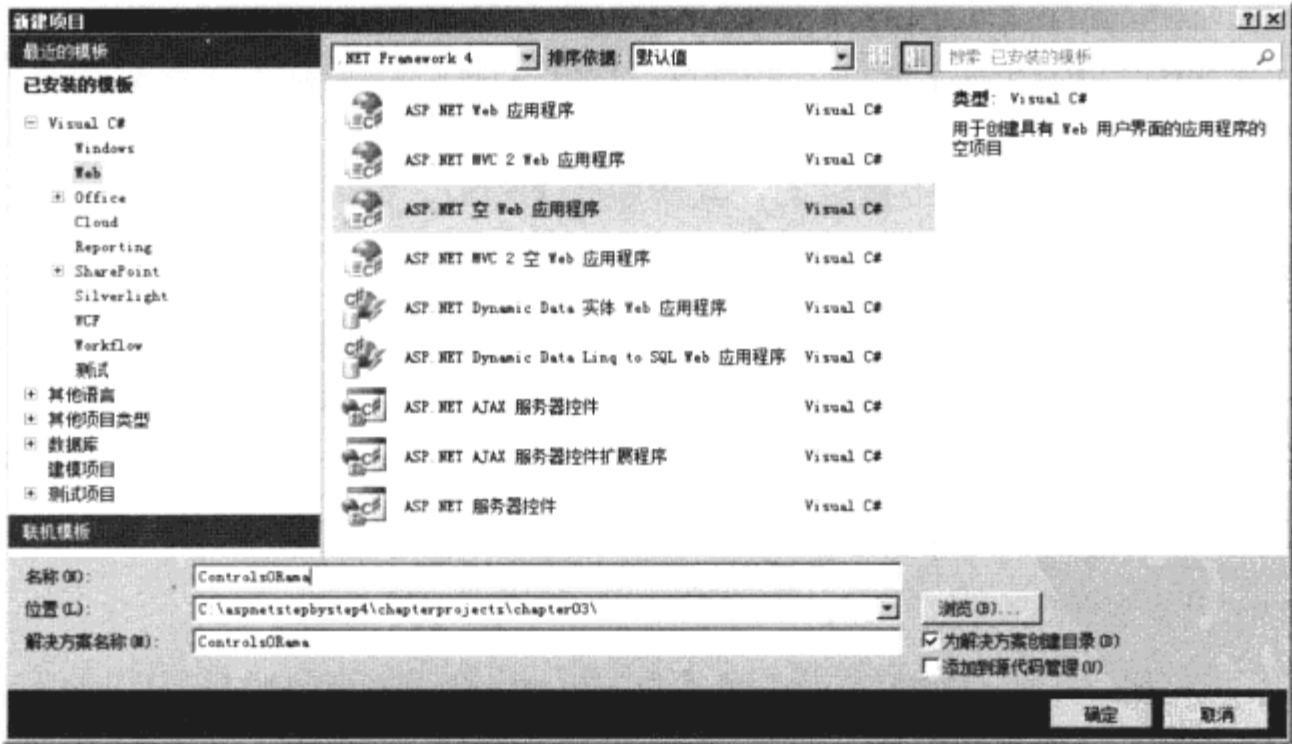 新建项目
最近的模板
.NET Framework 4
排序依据: 默认值
搜索 已安装的模板
已安装的模板
Visual C#
Windows
Web
Office
Cloud
Reporting
SharePoint
Silverlight
WCF
Workflow
测试
其他语言
其他项目类型
数据库
建模项目
测试项目
联机模板
ASP.NET Web 应用程序 Visual C#
ASP.NET MVC 2 Web 应用程序 Visual C#
ASP.NET 空 Web 应用程序 Visual C#
ASP.NET MVC 2 空 Web 应用程序 Visual C#
ASP.NET Dynamic Data 实体 Web 应用程序 Visual C#
ASP.NET Dynamic Data Linq to SQL Web 应用程序 Visual C#
ASP.NET AJAX 服务器控件 Visual C#
ASP.NET AJAX 服务器控件扩展程序 Visual C#
ASP.NET 服务器控件 Visual C#
类型: Visual C#
用于创建具有 Web 用户界面的应用程序的
空项目
名称(N): ControlsORama
位置(L): C:\aspnetstepbystep4\chapterprojects\chapter03\
浏览(B)...
解决方案名称(M): ControlsORama
为解决方案创建目录(D)
添加到源代码管理(U)
确定
取消